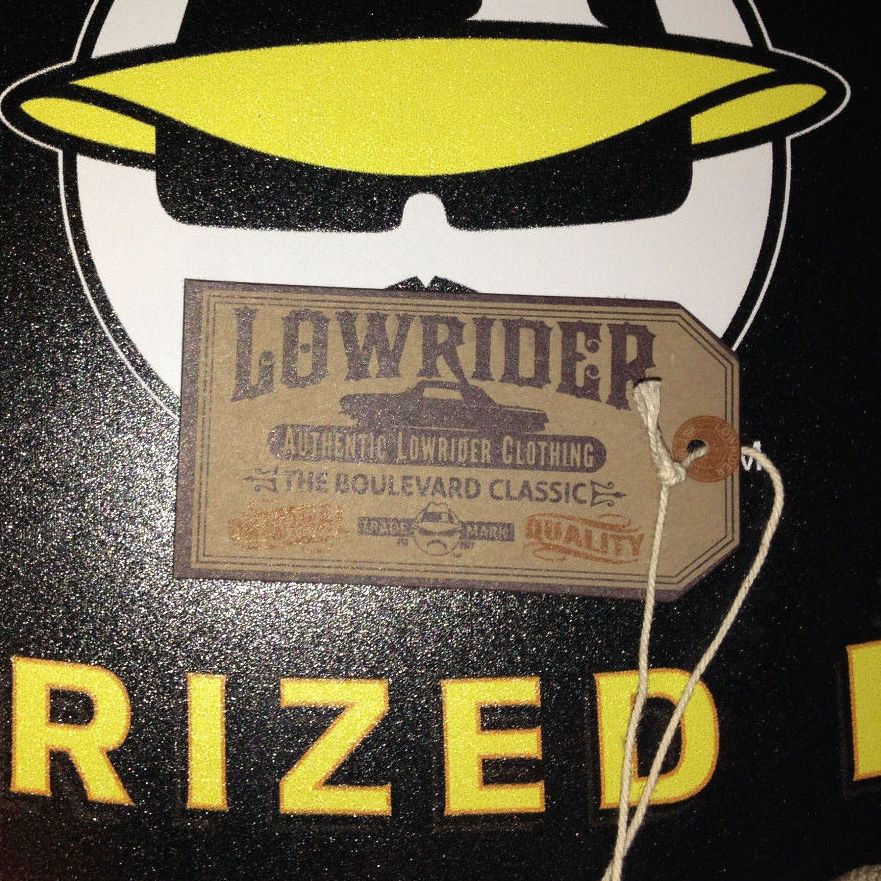 LOWRIDER
AUTHENTIC LOWRIDER CLOTHING
THE BOULEVARD CLASSIC
TRADE MARK
QUALITY
RIZED